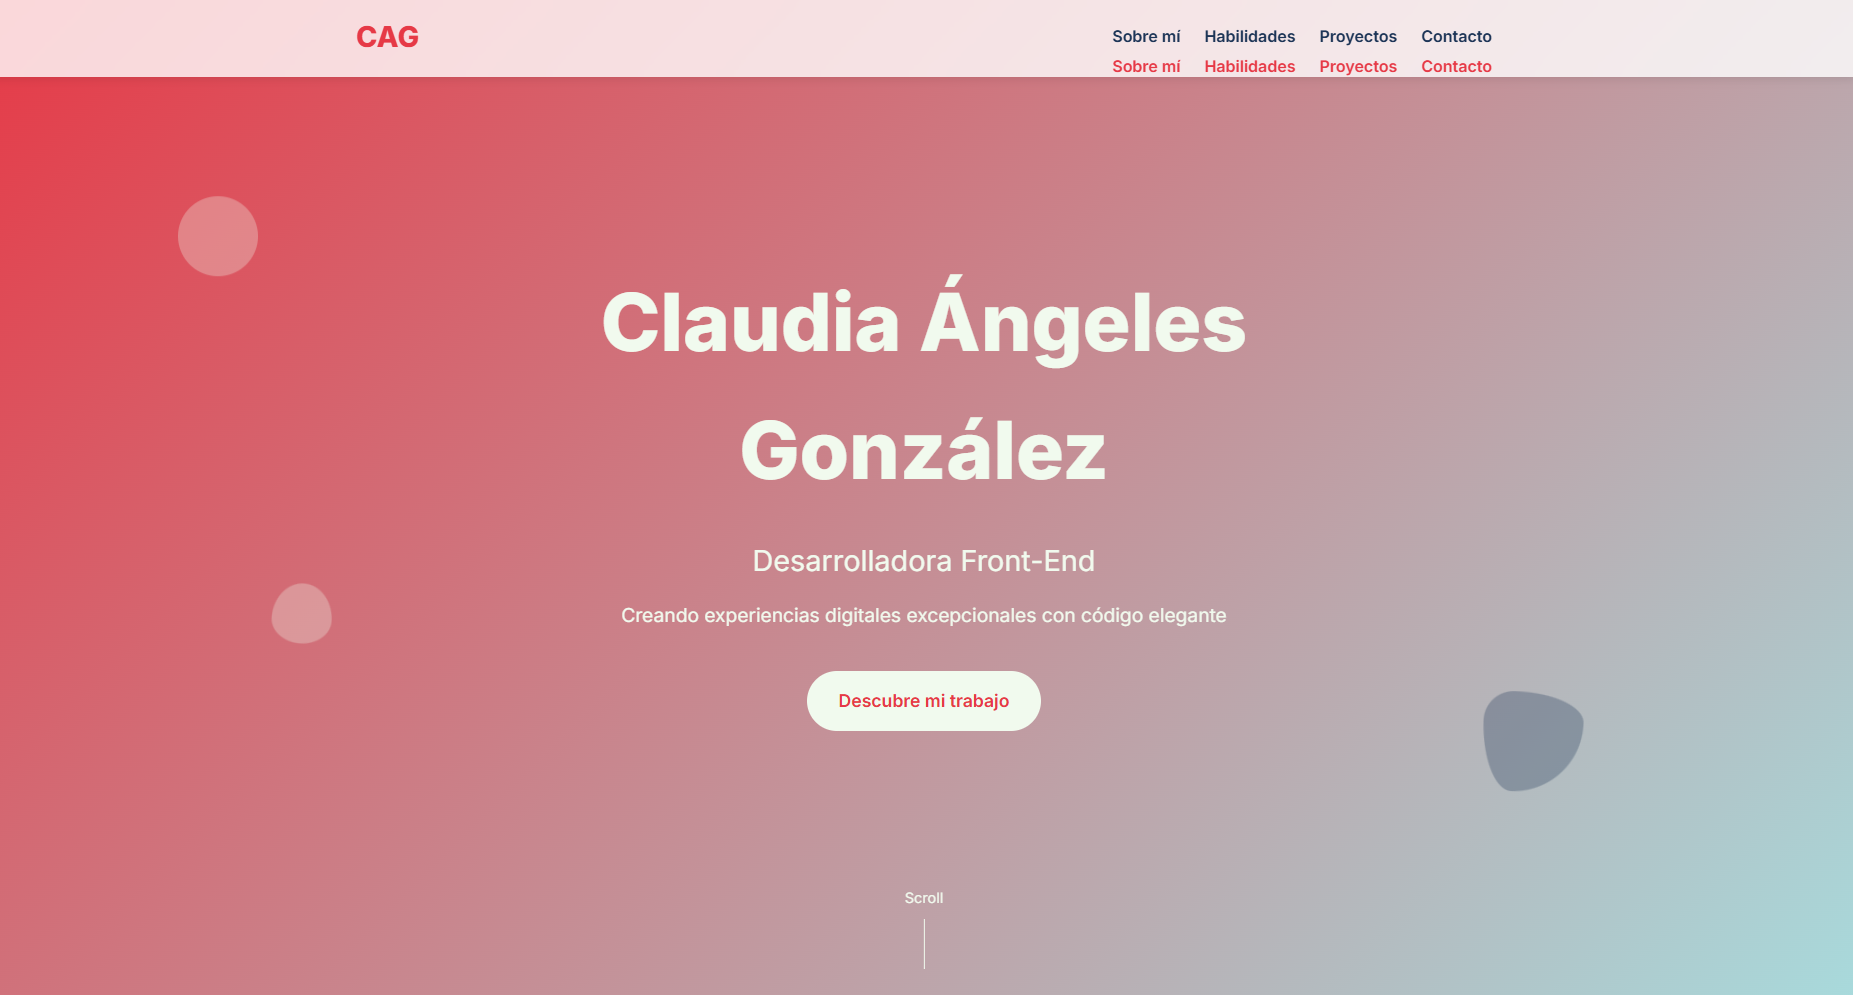 CAG
Sobre mí Habilidades Proyectos Contacto
Sobre mí Habilidades Proyectos Contacto
Claudia Ángeles
González
Desarrolladora Front-End
Creando experiencias digitales excepcionales con código elegante
Descubre mi trabajo
Scroll